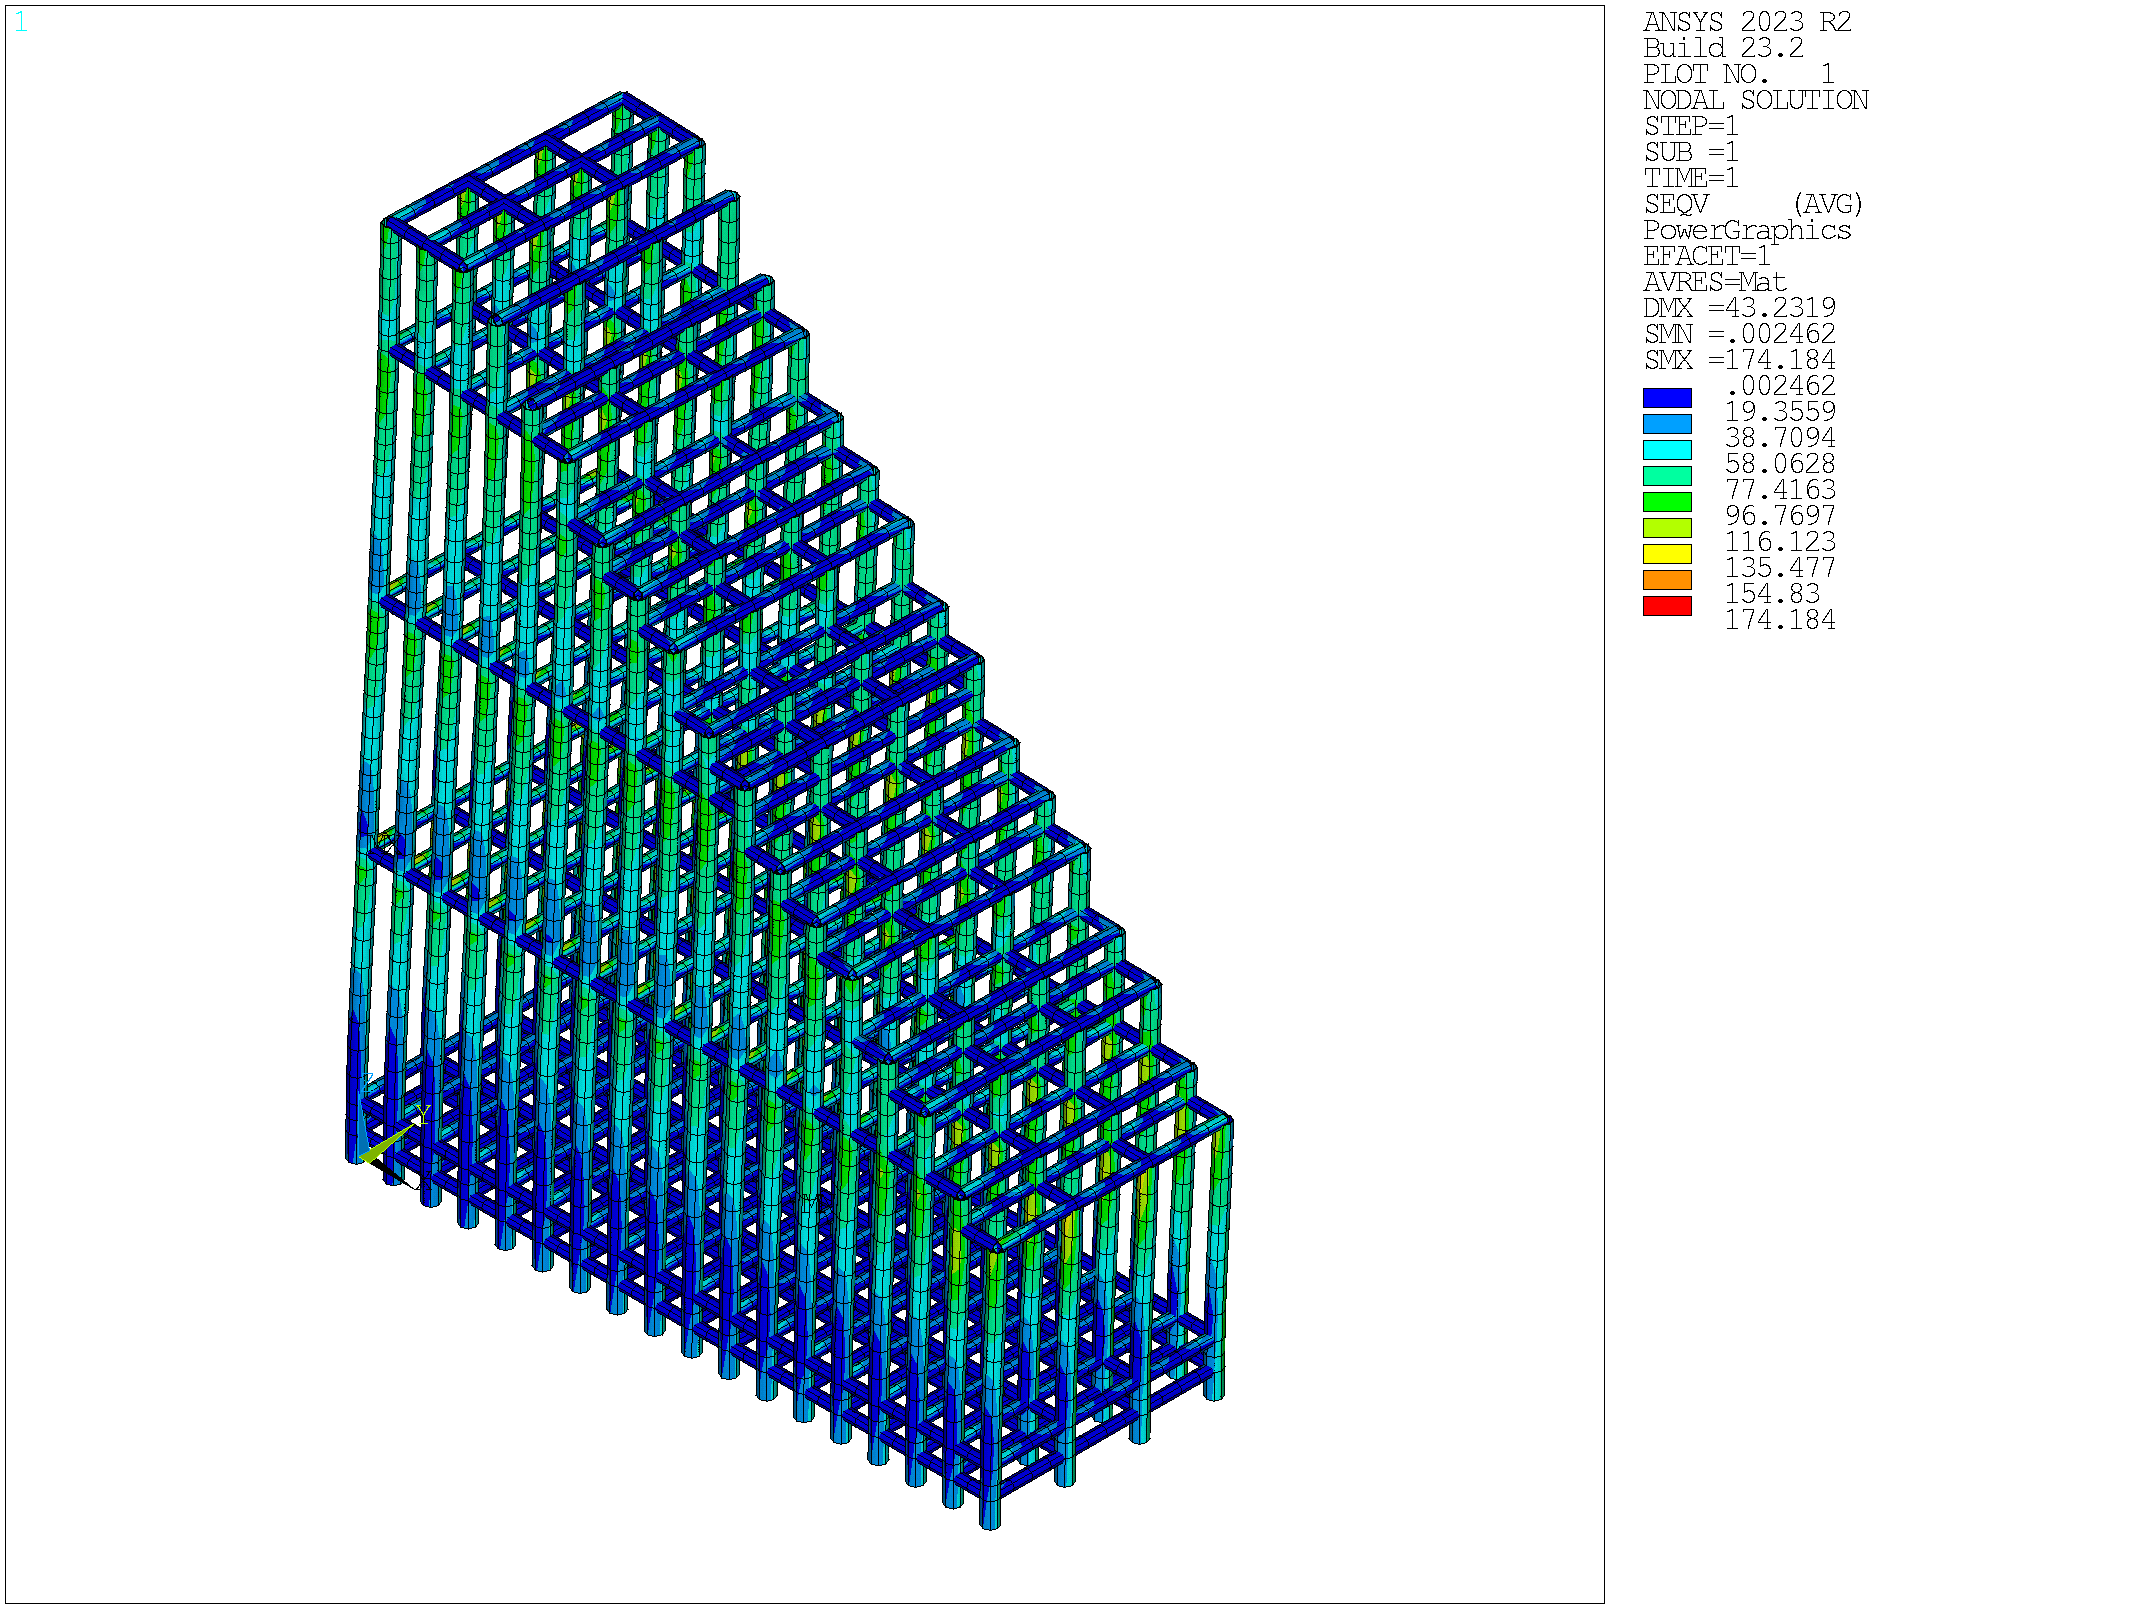 1
ANSYS 2023 R2
Build 23.2
PLOT NO.   1
NODAL SOLUTION
STEP=1
SUB =1
TIME=1
SEQV     (AVG)
PowerGraphics
EFACET=1
AVRES=Mat
DMX =43.2319
SMN =.002462
SMX =174.184
.002462
19.3559
38.7094
58.0628
77.4163
96.7697
116.123
135.477
154.83
174.184
Z
Y